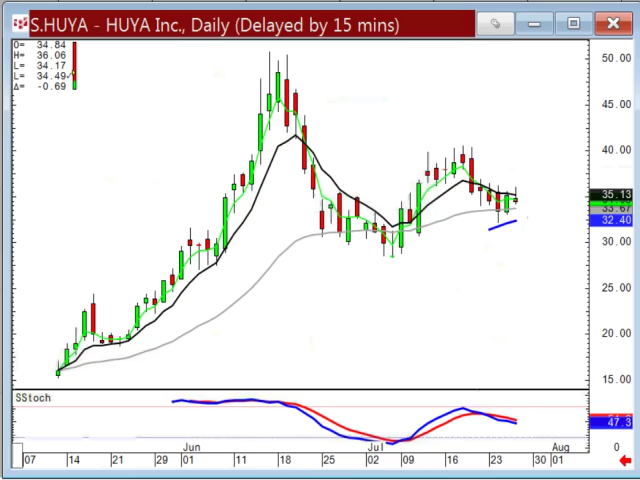 S.HUYA - HUYA Inc., Daily (Delayed by 15 mins)
O= 34.84
H= 36.06
L= 34.17
L= 34.49
Δ= -0.69
50.00
45.00
40.00
35.13
33.67
32.40
30.00
25.00
20.00
15.00
SStoch
47.3
0
Jun Jul Aug
07 14 21 29 01 11 18 25 02 09 16 23 30 01